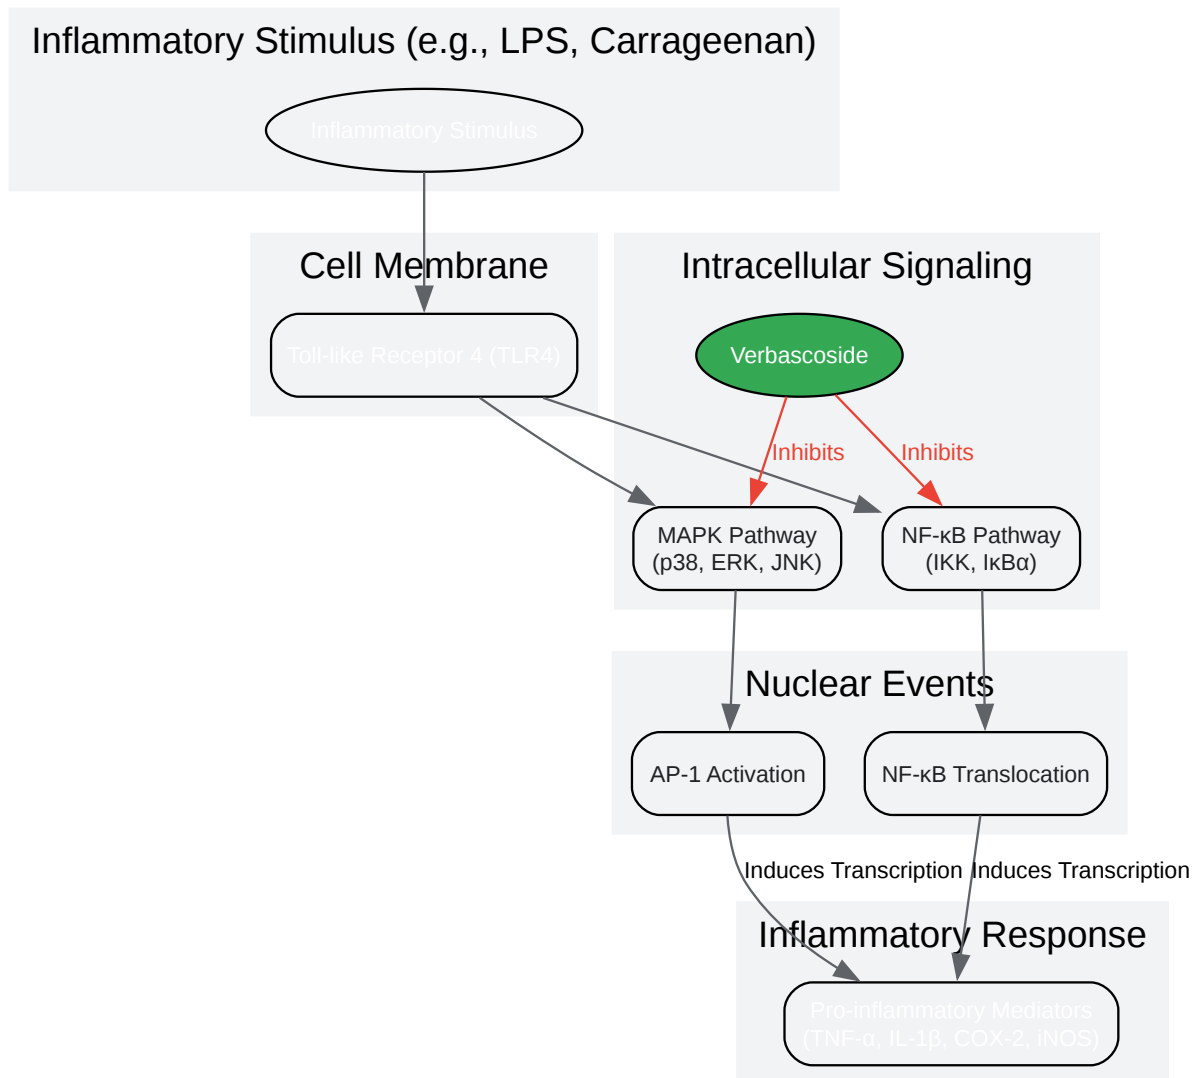 Inflammatory Stimulus (e.g., LPS, Carrageenan)
Inflammatory Stimulus
Cell Membrane
Toll-like Receptor 4 (TLR4)
Intracellular Signaling
Verbascoside
Inhibits
Inhibits
MAPK Pathway
(p38, ERK, JNK)
NF-κB Pathway
(IKK, IκBα)
Nuclear Events
AP-1 Activation
NF-κB Translocation
Induces Transcription
Induces Transcription
Inflammatory Response
Pro-inflammatory Mediators
(TNF-α, IL-1β, COX-2, iNOS)